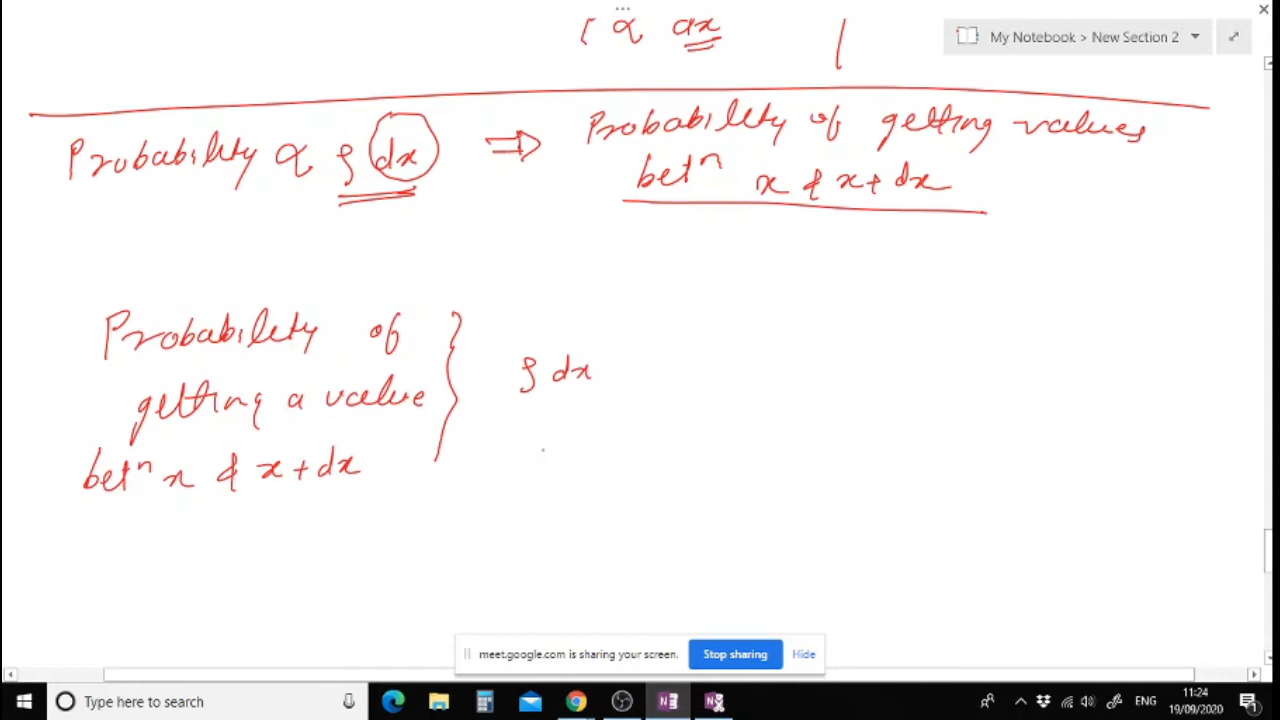 ∝ dx
My Notebook > New Section 2
Probability ∝ ρ dx ⇒ Probability of getting values
betⁿ x & x + dx
Probability of
getting a value } ρ dx
betⁿ x & x + dx
meet.google.com is sharing your screen. Stop sharing Hide
Type here to search
ENG
11:24
19/09/2020
1